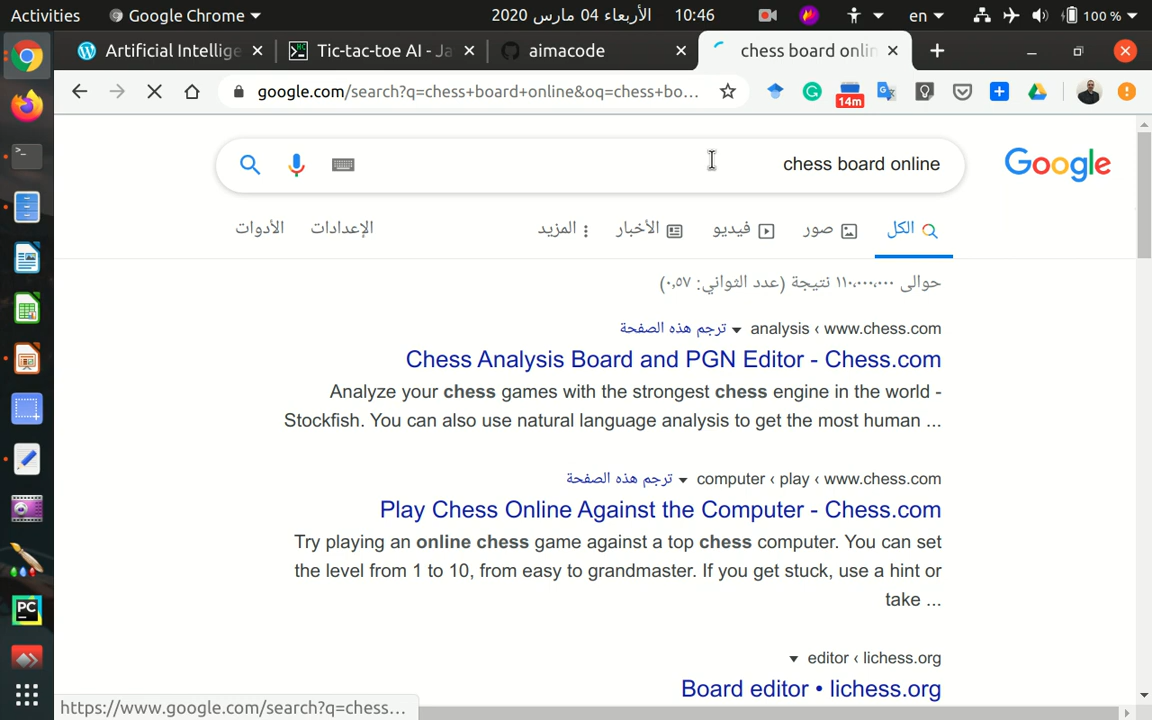 Activities
Google Chrome
الأربعاء 04 مارس 2020
10:46
en
100 %
Artificial Intellige
Tic-tac-toe AI - Ja
aimacode
chess board onlin
google.com/search?q=chess+board+online&oq=chess+bo...
14m
chess board online
Google
الكل
صور
فيديو
الأخبار
المزيد
الإعدادات
الأدوات
حوالى ١١٠,٠٠٠,٠٠٠ نتيجة (عدد الثواني: ٠,٥٧)
www.chess.com › analysis ترجم هذه الصفحة
Chess Analysis Board and PGN Editor - Chess.com
Analyze your chess games with the strongest chess engine in the world -
Stockfish. You can also use natural language analysis to get the most human ...
www.chess.com › play › computer ترجم هذه الصفحة
Play Chess Online Against the Computer - Chess.com
Try playing an online chess game against a top chess computer. You can set
the level from 1 to 10, from easy to grandmaster. If you get stuck, use a hint or
take ...
lichess.org › editor
Board editor • lichess.org
PC
https://www.google.com/search?q=chess...